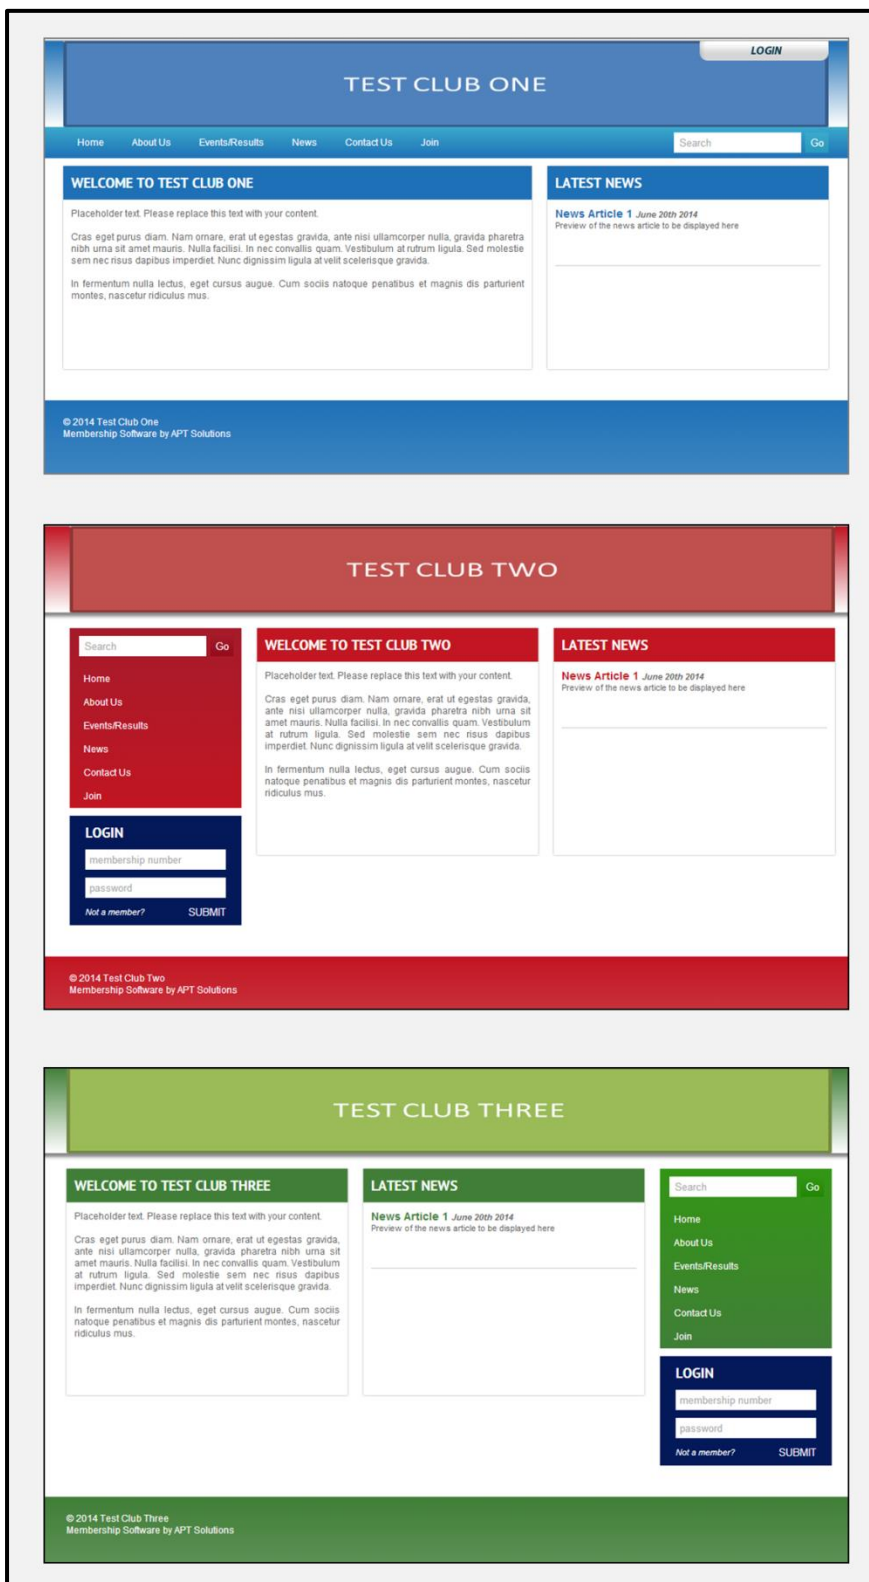 LOGIN
TEST CLUB ONE
Home About Us Events/Results News Contact Us Join Search Go
WELCOME TO TEST CLUB ONE
Placeholder text. Please replace this text with your content.
Cras eget purus diam. Nam ornare, erat ut egestas gravida, ante nisi ullamcorper nulla, gravida pharetra
nibh urna sit amet mauris. Nulla facilisi. In nec convallis quam. Vestibulum at rutrum ligula. Sed molestie
sem nec risus dapibus imperdiet. Nunc dignissim ligula at velit scelerisque gravida.
In fermentum nulla lectus, eget cursus augue. Cum sociis natoque penatibus et magnis dis parturient
montes, nascetur ridiculus mus.
LATEST NEWS
News Article 1 June 20th 2014
Preview of the news article to be displayed here
© 2014 Test Club One
Membership Software by APT Solutions
TEST CLUB TWO
Search Go
Home
About Us
Events/Results
News
Contact Us
Join
LOGIN
membership number
password
Not a member? SUBMIT
WELCOME TO TEST CLUB TWO
Placeholder text. Please replace this text with your content.
Cras eget purus diam. Nam ornare, erat ut egestas gravida,
ante nisi ullamcorper nulla, gravida pharetra nibh urna sit
amet mauris. Nulla facilisi. In nec convallis quam. Vestibulum
at rutrum ligula. Sed molestie sem nec risus dapibus
imperdiet. Nunc dignissim ligula at velit scelerisque gravida.
In fermentum nulla lectus, eget cursus augue. Cum sociis
natoque penatibus et magnis dis parturient montes, nascetur
ridiculus mus.
LATEST NEWS
News Article 1 June 20th 2014
Preview of the news article to be displayed here
© 2014 Test Club Two
Membership Software by APT Solutions
TEST CLUB THREE
WELCOME TO TEST CLUB THREE
Placeholder text. Please replace this text with your content.
Cras eget purus diam. Nam ornare, erat ut egestas gravida,
ante nisi ullamcorper nulla, gravida pharetra nibh urna sit
amet mauris. Nulla facilisi. In nec convallis quam. Vestibulum
at rutrum ligula. Sed molestie sem nec risus dapibus
imperdiet. Nunc dignissim ligula at velit scelerisque gravida.
In fermentum nulla lectus, eget cursus augue. Cum sociis
natoque penatibus et magnis dis parturient montes, nascetur
ridiculus mus.
LATEST NEWS
News Article 1 June 20th 2014
Preview of the news article to be displayed here
Search Go
Home
About Us
Events/Results
News
Contact Us
Join
LOGIN
membership number
password
Not a member? SUBMIT
© 2014 Test Club Three
Membership Software by APT Solutions